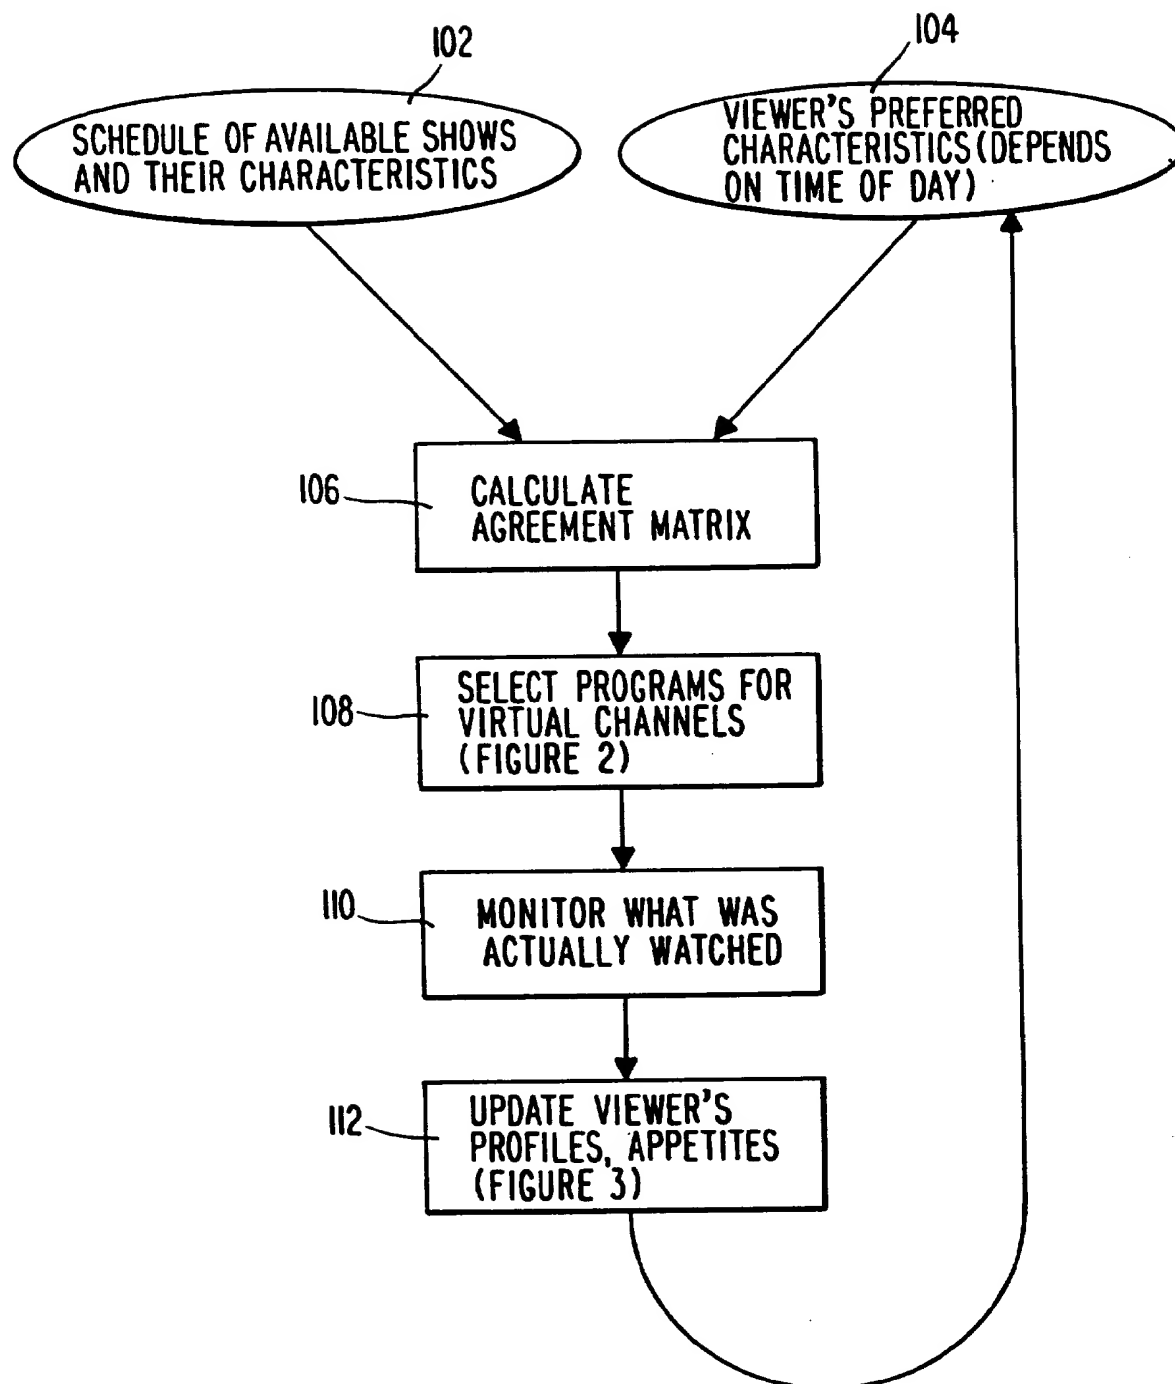 102
104
SCHEDULE OF AVAILABLE SHOWS
AND THEIR CHARACTERISTICS
VIEWER'S PREFERRED
CHARACTERISTICS (DEPENDS
ON TIME OF DAY)
106
CALCULATE
AGREEMENT MATRIX
108
SELECT PROGRAMS FOR
VIRTUAL CHANNELS
(FIGURE 2)
110
MONITOR WHAT WAS
ACTUALLY WATCHED
112
UPDATE VIEWER'S
PROFILES, APPETITES
(FIGURE 3)